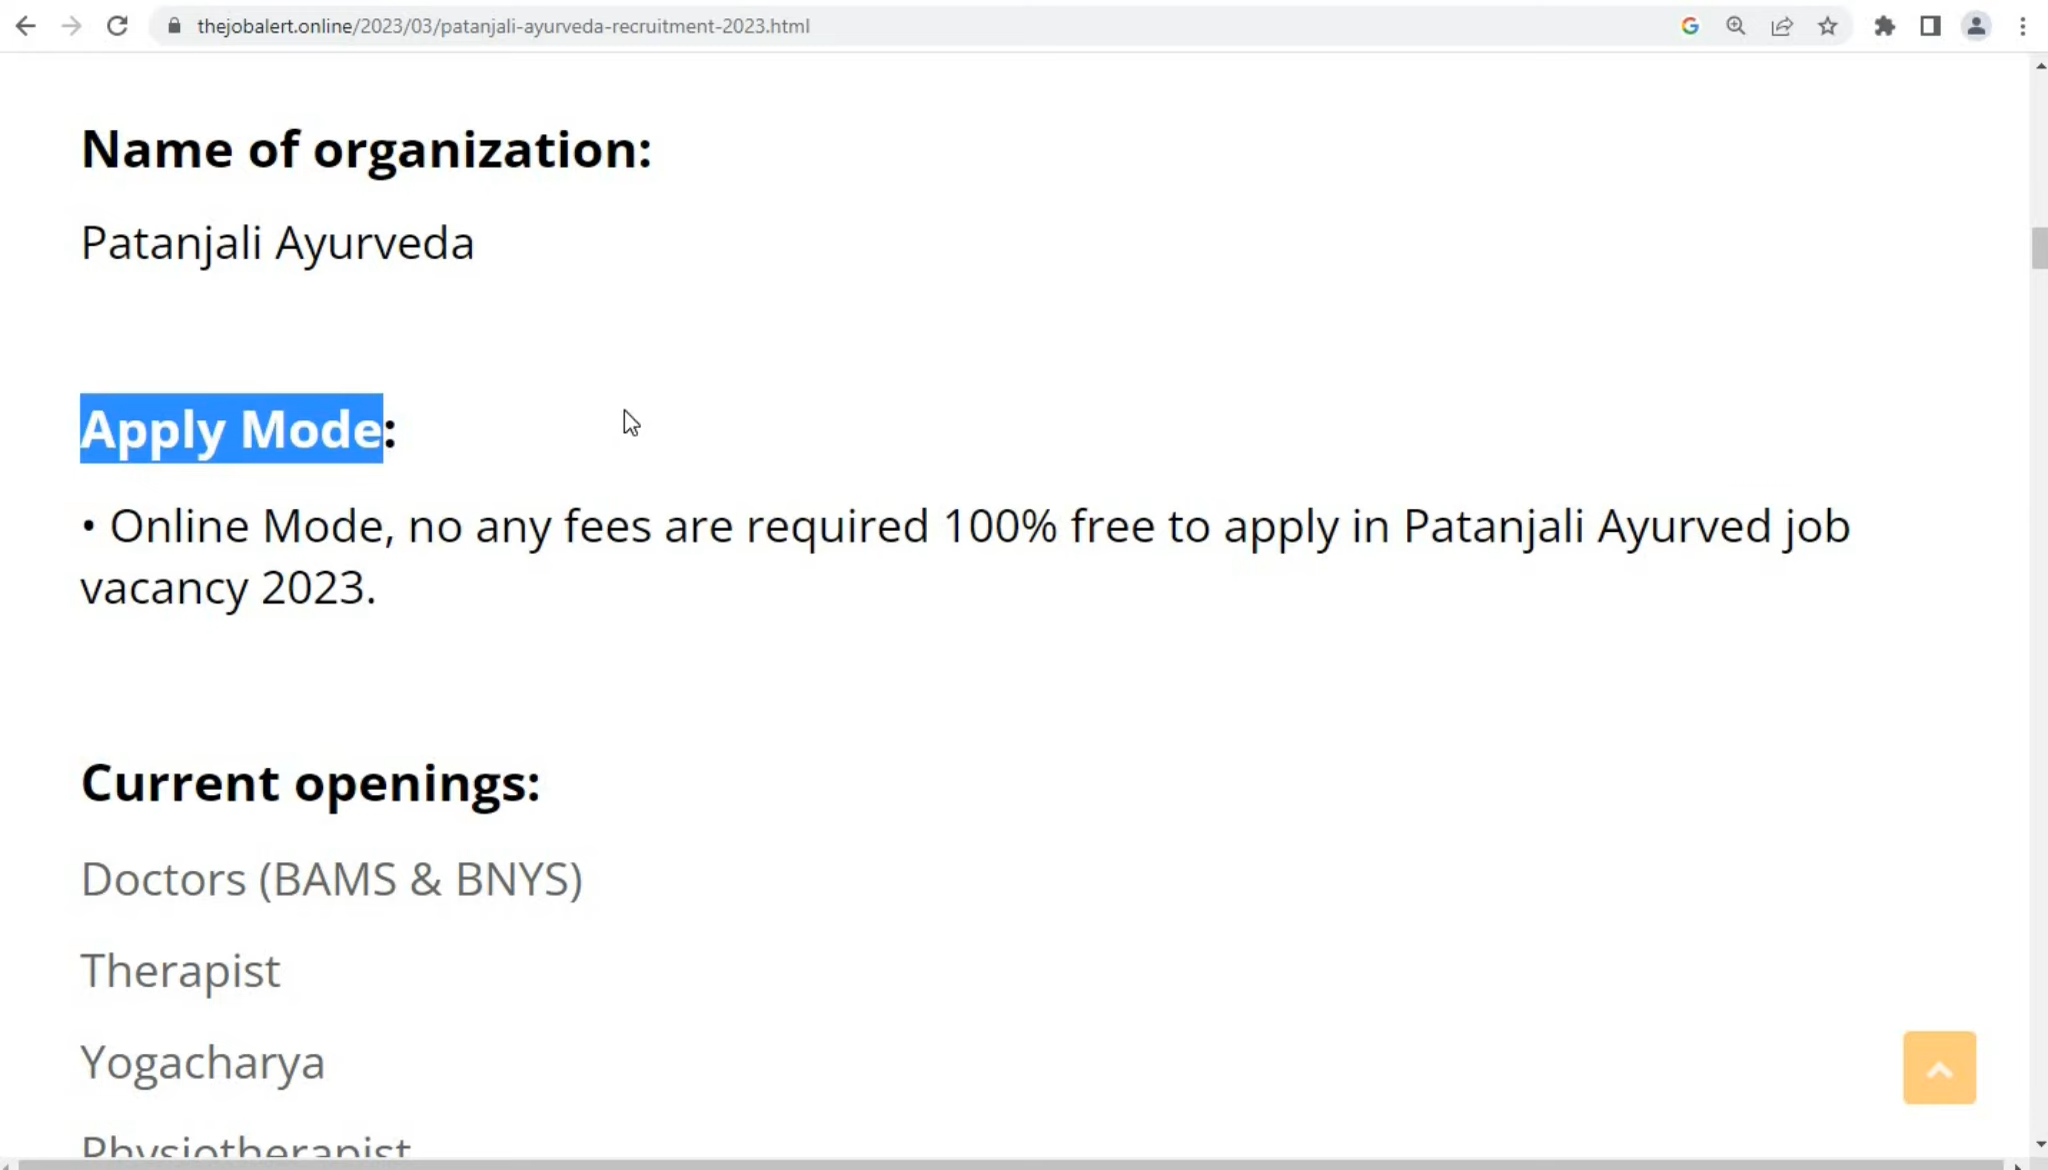 thejobalert.online/2023/03/patanjali-ayurveda-recruitment-2023.html
Name of organization:
Patanjali Ayurveda
Apply Mode:
• Online Mode, no any fees are required 100% free to apply in Patanjali Ayurved job
vacancy 2023.
Current openings:
Doctors (BAMS & BNYS)
Therapist
Yogacharya
Physiotherapist